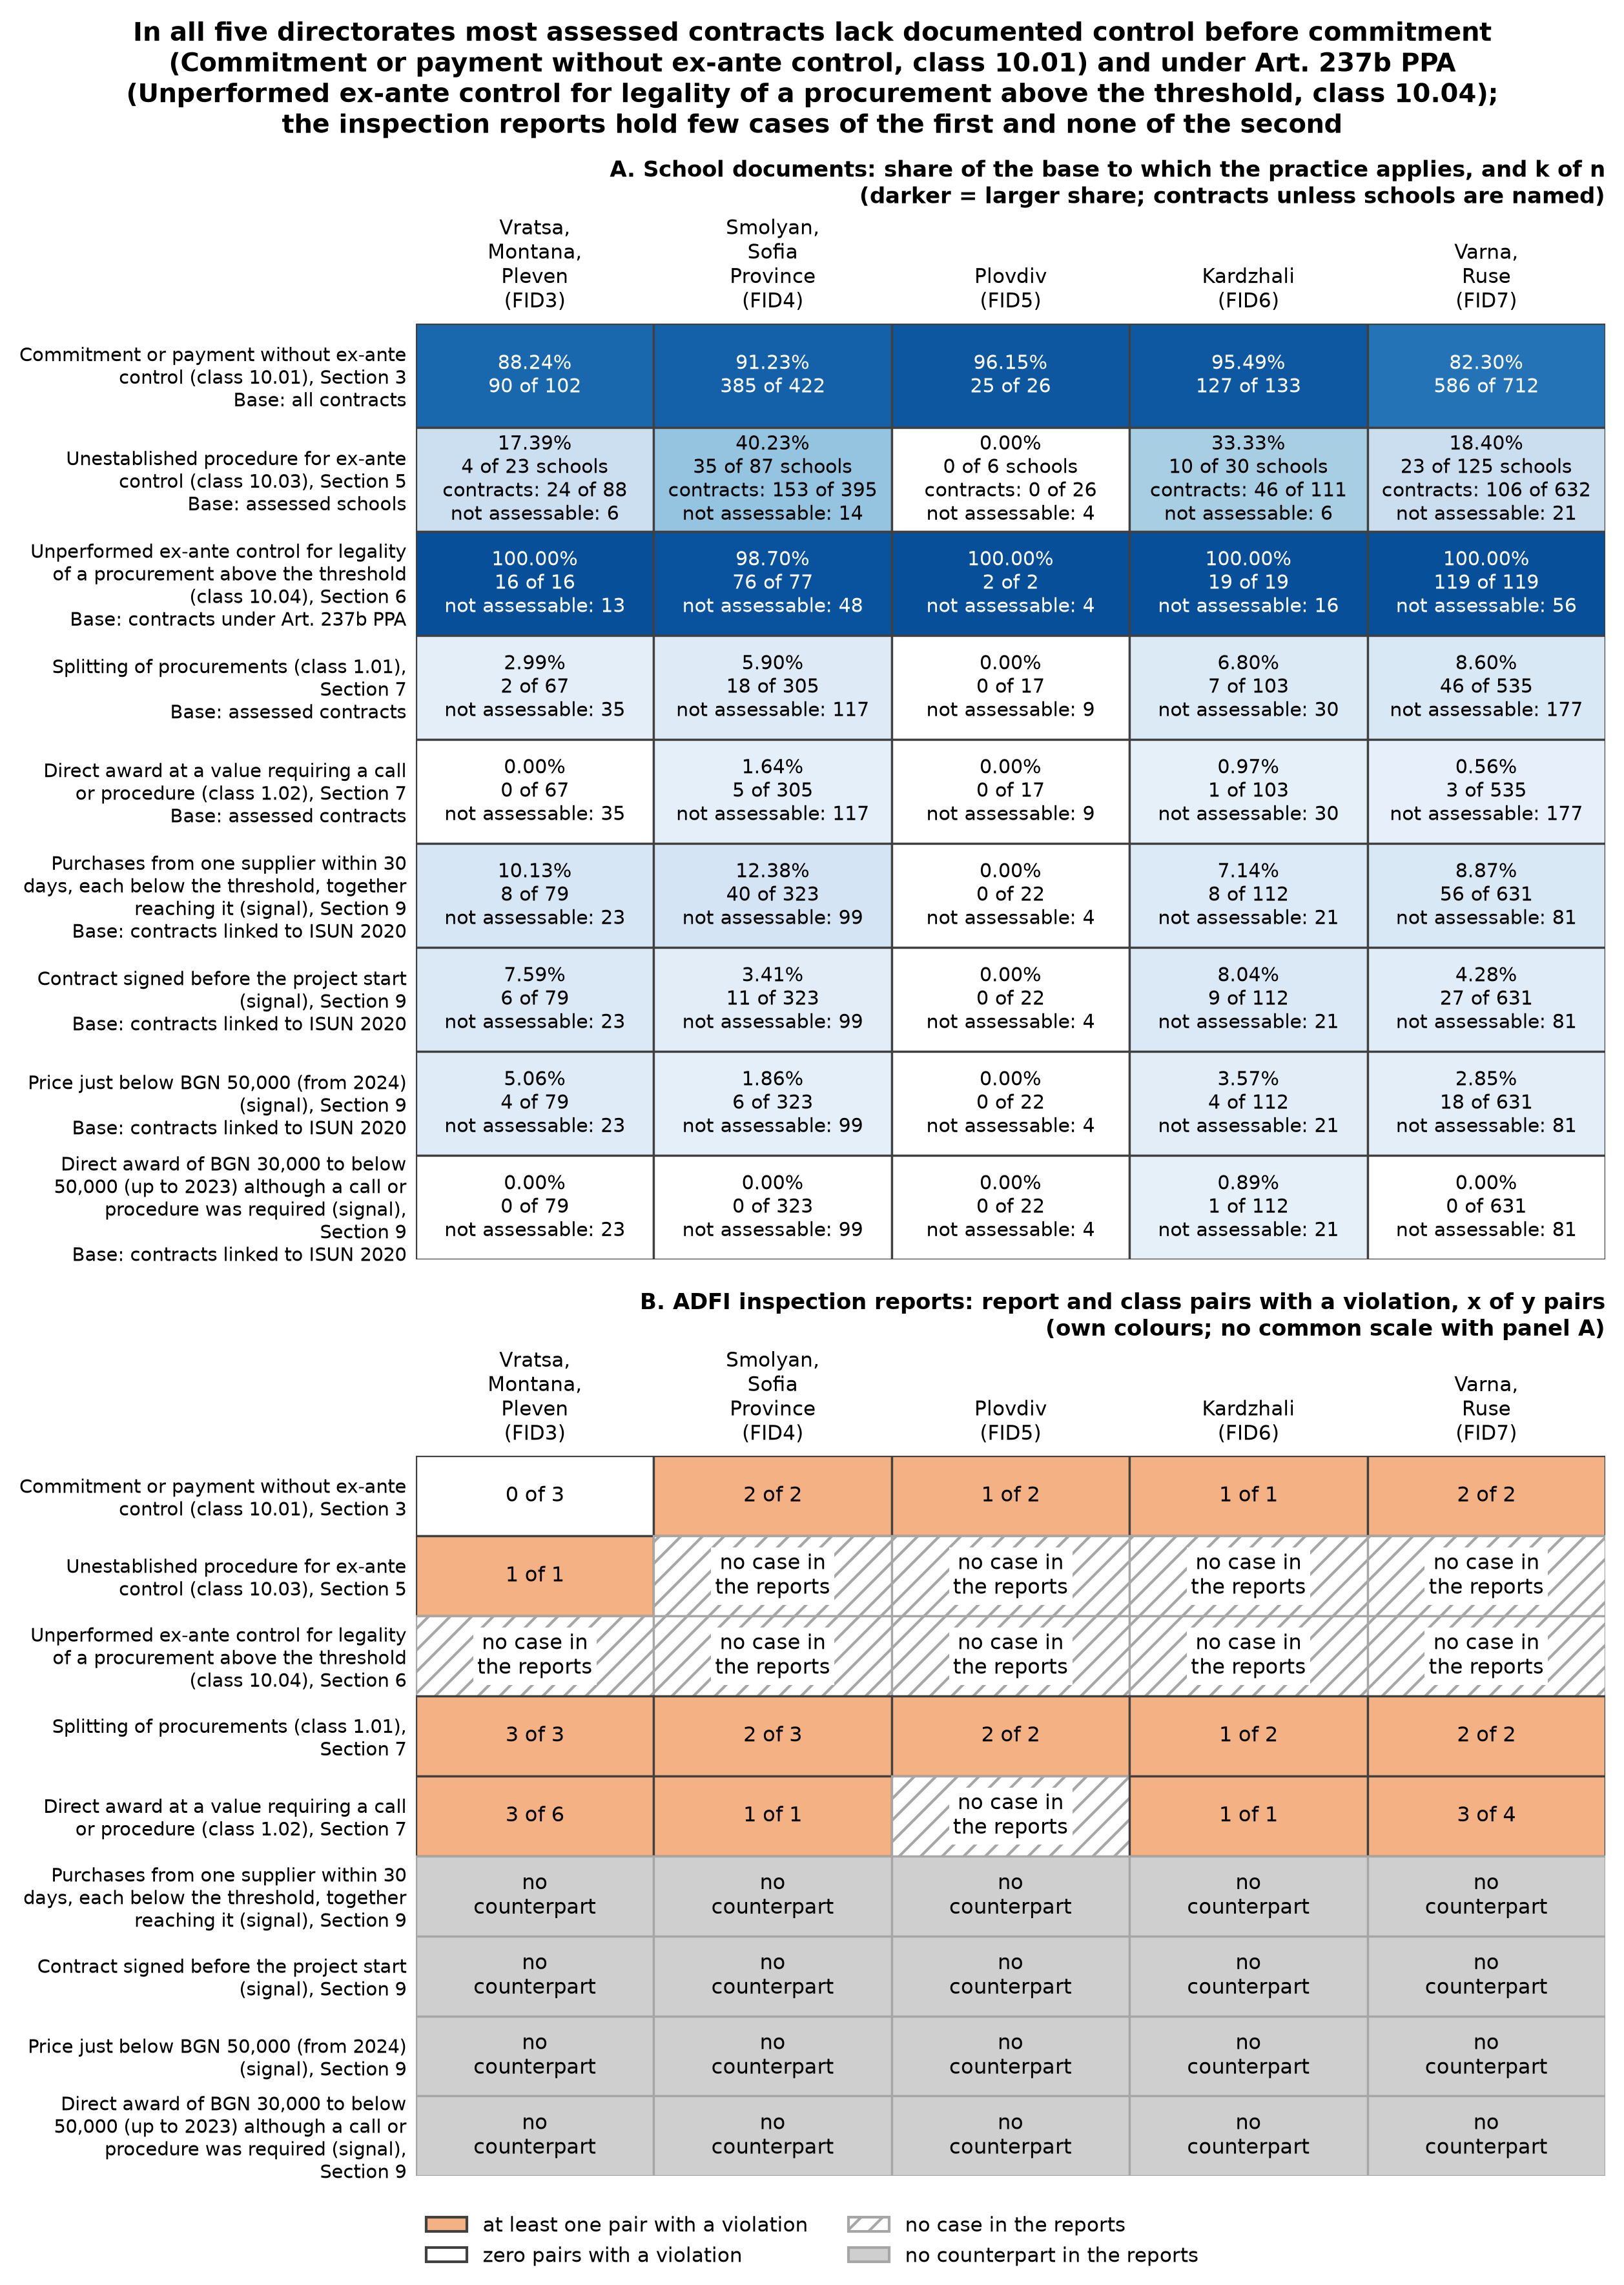 In all five directorates most assessed contracts lack documented control before commitment
(Commitment or payment without ex-ante control, class 10.01) and under Art. 237b PPA
(Unperformed ex-ante control for legality of a procurement above the threshold, class 10.04);
the inspection reports hold few cases of the first and none of the second
A. School documents: share of the base to which the practice applies, and k of n
(darker = larger share; contracts unless schools are named)
Vratsa,
Montana,
Pleven
(FID3)
Smolyan,
Sofia
Province
(FID4)
Plovdiv
(FID5)
Kardzhali
(FID6)
Varna,
Ruse
(FID7)
Commitment or payment without ex-ante
control (class 10.01), Section 3
Base: all contracts
88.24%
90 of 102
91.23%
385 of 422
96.15%
25 of 26
95.49%
127 of 133
82.30%
586 of 712
Unestablished procedure for ex-ante
control (class 10.03), Section 5
Base: assessed schools
17.39%
4 of 23 schools
contracts: 24 of 88
not assessable: 6
40.23%
35 of 87 schools
contracts: 153 of 395
not assessable: 14
0.00%
0 of 6 schools
contracts: 0 of 26
not assessable: 4
33.33%
10 of 30 schools
contracts: 46 of 111
not assessable: 6
18.40%
23 of 125 schools
contracts: 106 of 632
not assessable: 21
Unperformed ex-ante control for legality
of a procurement above the threshold
(class 10.04), Section 6
Base: contracts under Art. 237b PPA
100.00%
16 of 16
not assessable: 13
98.70%
76 of 77
not assessable: 48
100.00%
2 of 2
not assessable: 4
100.00%
19 of 19
not assessable: 16
100.00%
119 of 119
not assessable: 56
Splitting of procurements (class 1.01),
Section 7
Base: assessed contracts
2.99%
2 of 67
not assessable: 35
5.90%
18 of 305
not assessable: 117
0.00%
0 of 17
not assessable: 9
6.80%
7 of 103
not assessable: 30
8.60%
46 of 535
not assessable: 177
Direct award at a value requiring a call
or procedure (class 1.02), Section 7
Base: assessed contracts
0.00%
0 of 67
not assessable: 35
1.64%
5 of 305
not assessable: 117
0.00%
0 of 17
not assessable: 9
0.97%
1 of 103
not assessable: 30
0.56%
3 of 535
not assessable: 177
Purchases from one supplier within 30
days, each below the threshold, together
reaching it (signal), Section 9
Base: contracts linked to ISUN 2020
10.13%
8 of 79
not assessable: 23
12.38%
40 of 323
not assessable: 99
0.00%
0 of 22
not assessable: 4
7.14%
8 of 112
not assessable: 21
8.87%
56 of 631
not assessable: 81
Contract signed before the project start
(signal), Section 9
Base: contracts linked to ISUN 2020
7.59%
6 of 79
not assessable: 23
3.41%
11 of 323
not assessable: 99
0.00%
0 of 22
not assessable: 4
8.04%
9 of 112
not assessable: 21
4.28%
27 of 631
not assessable: 81
Price just below BGN 50,000 (from 2024)
(signal), Section 9
Base: contracts linked to ISUN 2020
5.06%
4 of 79
not assessable: 23
1.86%
6 of 323
not assessable: 99
0.00%
0 of 22
not assessable: 4
3.57%
4 of 112
not assessable: 21
2.85%
18 of 631
not assessable: 81
Direct award of BGN 30,000 to below
50,000 (up to 2023) although a call or
procedure was required (signal),
Section 9
Base: contracts linked to ISUN 2020
0.00%
0 of 79
not assessable: 23
0.00%
0 of 323
not assessable: 99
0.00%
0 of 22
not assessable: 4
0.89%
1 of 112
not assessable: 21
0.00%
0 of 631
not assessable: 81
B. ADFI inspection reports: report and class pairs with a violation, x of y pairs
(own colours; no common scale with panel A)
Vratsa,
Montana,
Pleven
(FID3)
Smolyan,
Sofia
Province
(FID4)
Plovdiv
(FID5)
Kardzhali
(FID6)
Varna,
Ruse
(FID7)
Commitment or payment without ex-ante
control (class 10.01), Section 3
0 of 3
2 of 2
1 of 2
1 of 1
2 of 2
Unestablished procedure for ex-ante
control (class 10.03), Section 5
1 of 1
no case in
the reports
no case in
the reports
no case in
the reports
no case in
the reports
Unperformed ex-ante control for legality
of a procurement above the threshold
(class 10.04), Section 6
no case in
the reports
no case in
the reports
no case in
the reports
no case in
the reports
no case in
the reports
Splitting of procurements (class 1.01),
Section 7
3 of 3
2 of 3
2 of 2
1 of 2
2 of 2
Direct award at a value requiring a call
or procedure (class 1.02), Section 7
3 of 6
1 of 1
no case in
the reports
1 of 1
3 of 4
Purchases from one supplier within 30
days, each below the threshold, together
reaching it (signal), Section 9
no
counterpart
no
counterpart
no
counterpart
no
counterpart
no
counterpart
Contract signed before the project start
(signal), Section 9
no
counterpart
no
counterpart
no
counterpart
no
counterpart
no
counterpart
Price just below BGN 50,000 (from 2024)
(signal), Section 9
no
counterpart
no
counterpart
no
counterpart
no
counterpart
no
counterpart
Direct award of BGN 30,000 to below
50,000 (up to 2023) although a call or
procedure was required (signal),
Section 9
no
counterpart
no
counterpart
no
counterpart
no
counterpart
no
counterpart
at least one pair with a violation
zero pairs with a violation
no case in the reports
no counterpart in the reports